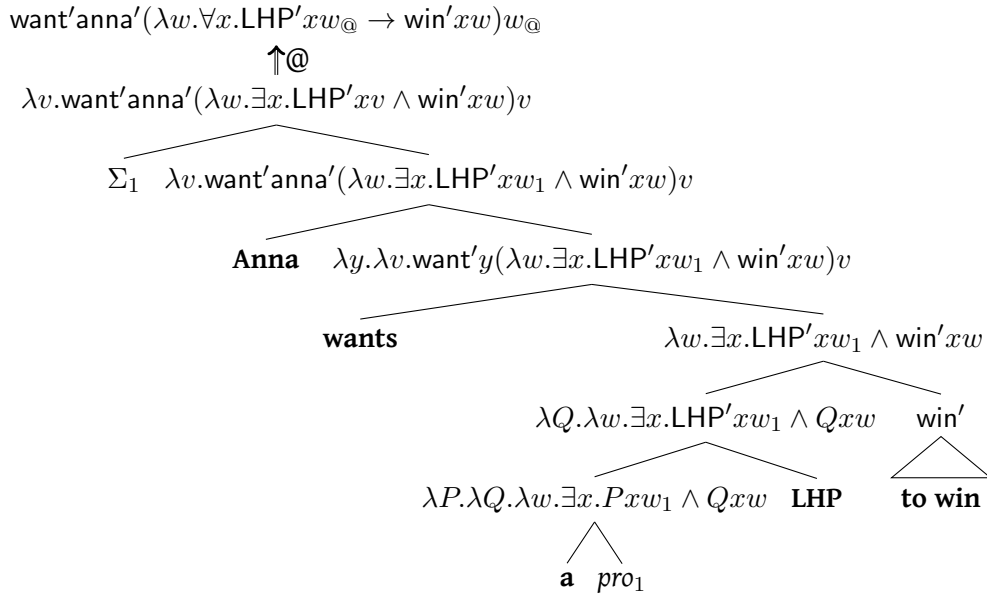 want′anna′(λw.∀x.LHP′xw@ → win′xw)w@
⇑@
λv.want′anna′(λw.∃x.LHP′xv ∧ win′xw)v
Σ1 λv.want′anna′(λw.∃x.LHP′xw1 ∧ win′xw)v
Anna λy.λv.want′y(λw.∃x.LHP′xw1 ∧ win′xw)v
wants λw.∃x.LHP′xw1 ∧ win′xw
λQ.λw.∃x.LHP′xw1 ∧ Qxw win′
λP.λQ.λw.∃x.Pxw1 ∧ Qxw LHP to win
a pro1